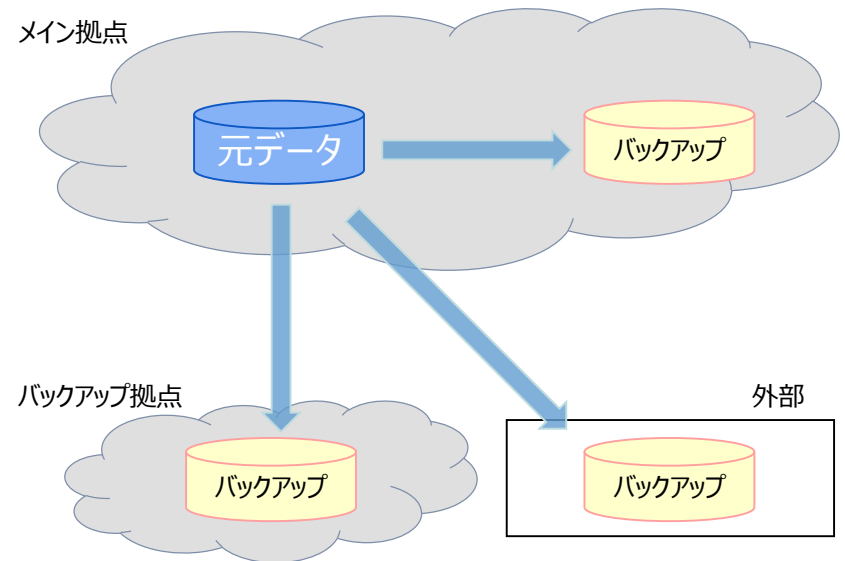 メイン拠点
元データ
バックアップ
バックアップ拠点
外部
バックアップ
バックアップ